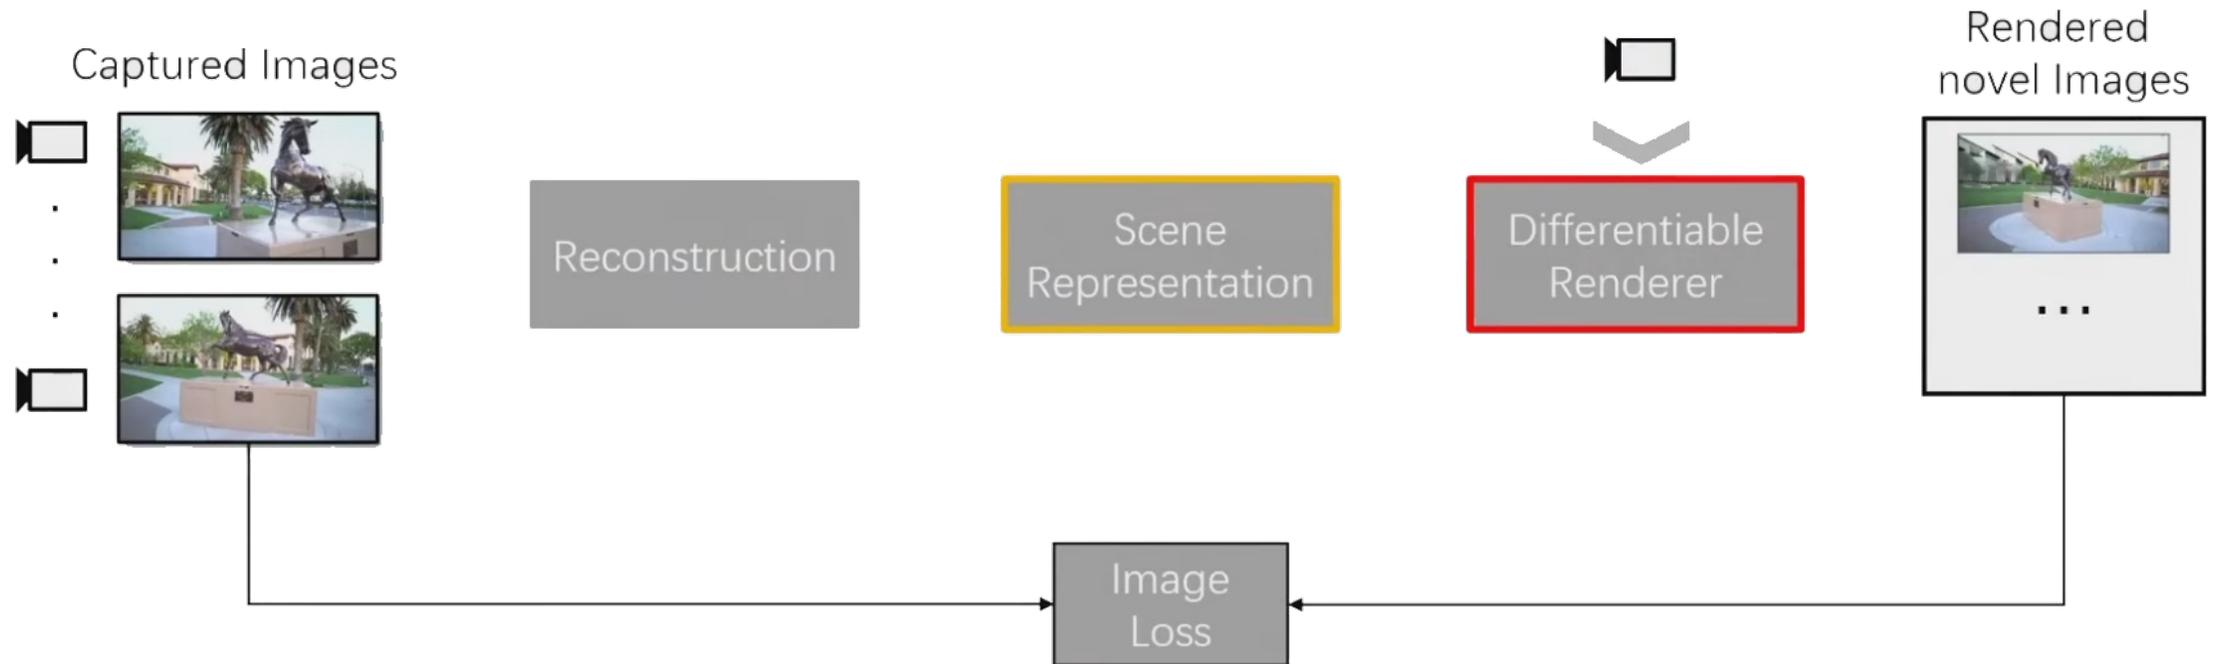 Captured Images
Rendered
novel Images
Reconstruction
Scene
Representation
Differentiable
Renderer
...
Image
Loss